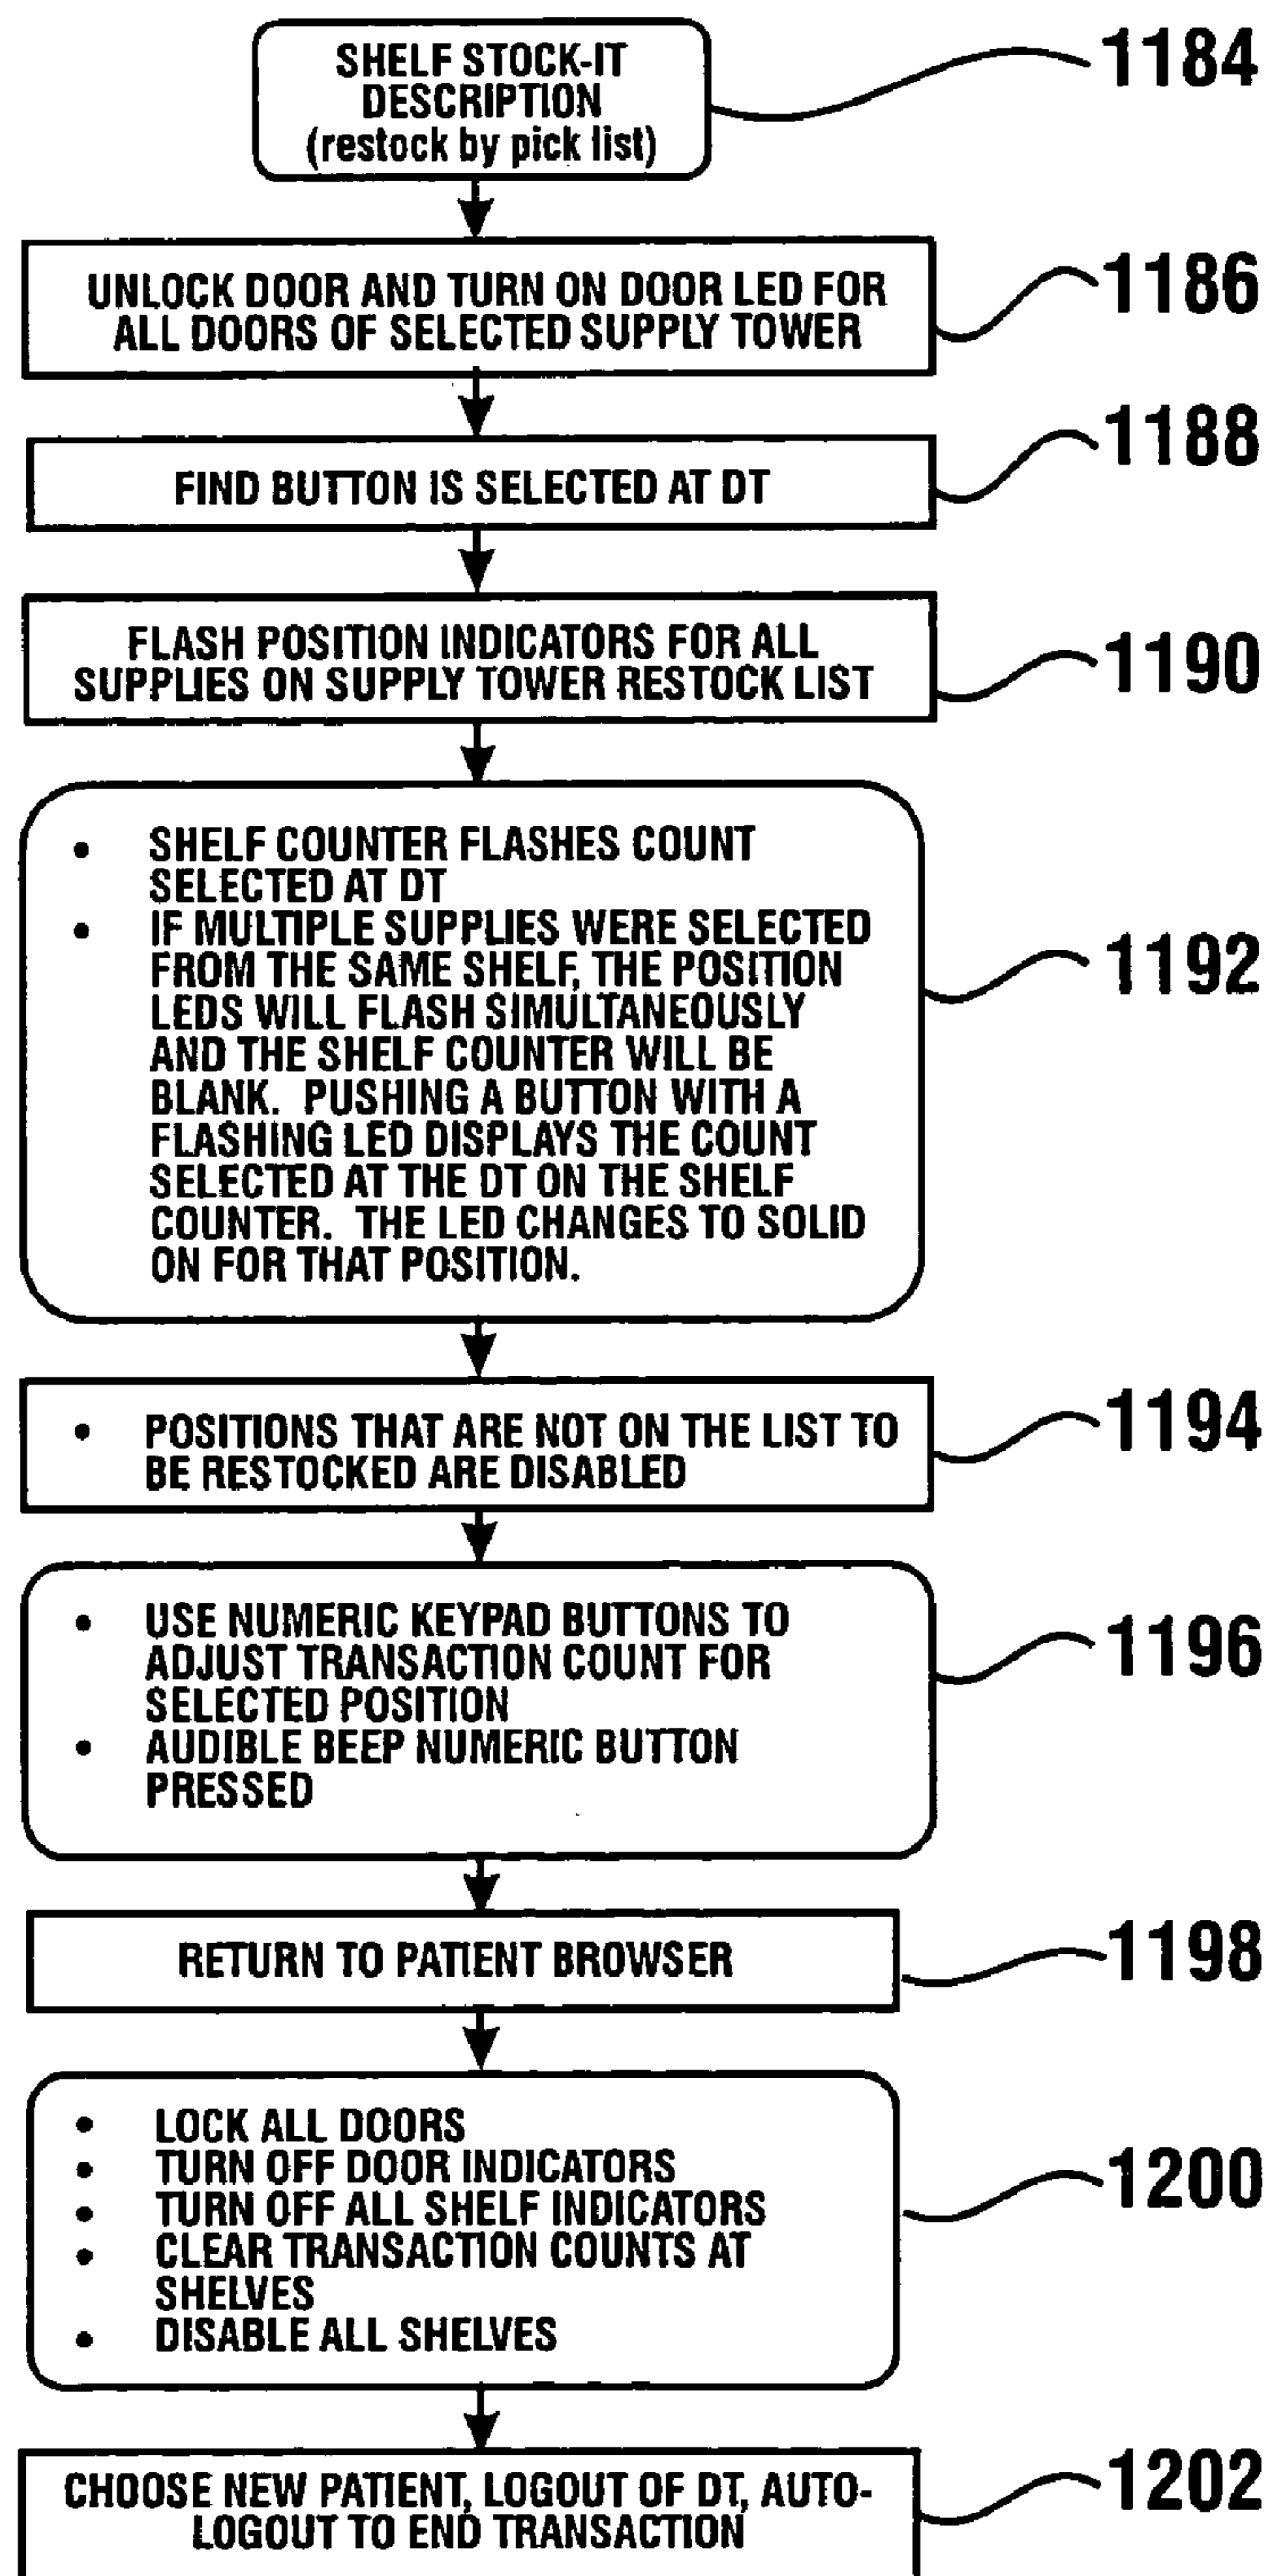 SHELF STOCK-IT
DESCRIPTION
(restock by pick list)
1184
UNLOCK DOOR AND TURN ON DOOR LED FOR
ALL DOORS OF SELECTED SUPPLY TOWER
1186
FIND BUTTON IS SELECTED AT DT
1188
FLASH POSITION INDICATORS FOR ALL
SUPPLIES ON SUPPLY TOWER RESTOCK LIST
1190
• SHELF COUNTER FLASHES COUNT
SELECTED AT DT
• IF MULTIPLE SUPPLIES WERE SELECTED
FROM THE SAME SHELF, THE POSITION
LEDS WILL FLASH SIMULTANEOUSLY
AND THE SHELF COUNTER WILL BE
BLANK. PUSHING A BUTTON WITH A
FLASHING LED DISPLAYS THE COUNT
SELECTED AT THE DT ON THE SHELF
COUNTER. THE LED CHANGES TO SOLID
ON FOR THAT POSITION.
1192
• POSITIONS THAT ARE NOT ON THE LIST TO
BE RESTOCKED ARE DISABLED
1194
• USE NUMERIC KEYPAD BUTTONS TO
ADJUST TRANSACTION COUNT FOR
SELECTED POSITION
• AUDIBLE BEEP NUMERIC BUTTON
PRESSED
1196
RETURN TO PATIENT BROWSER
1198
• LOCK ALL DOORS
• TURN OFF DOOR INDICATORS
• TURN OFF ALL SHELF INDICATORS
• CLEAR TRANSACTION COUNTS AT
SHELVES
• DISABLE ALL SHELVES
1200
CHOOSE NEW PATIENT, LOGOUT OF DT, AUTO-
LOGOUT TO END TRANSACTION
1202